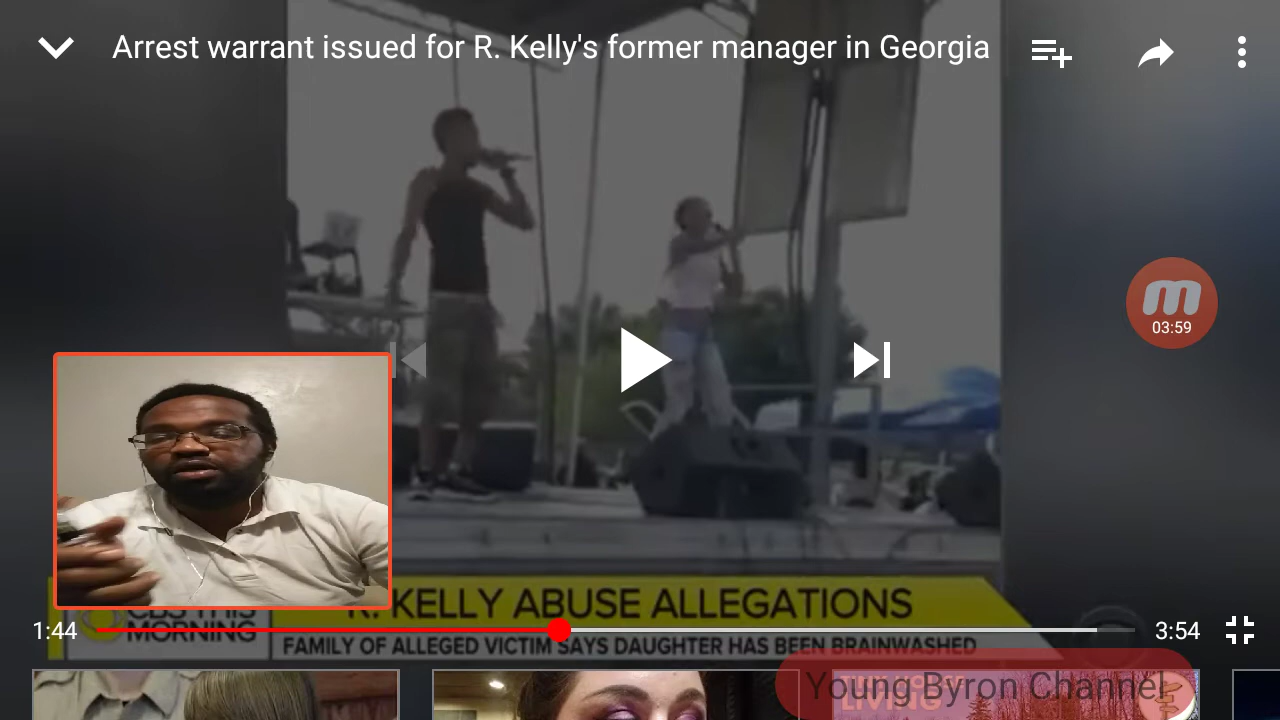 Arrest warrant issued for R. Kelly's former manager in Georgia
m
03:59
R. KELLY ABUSE ALLEGATIONS
CBS THIS
MORNING
1:44
3:54
FAMILY OF ALLEGED VICTIM SAYS DAUGHTER HAS BEEN BRAINWASHED
Young Byron Channel
LIVING